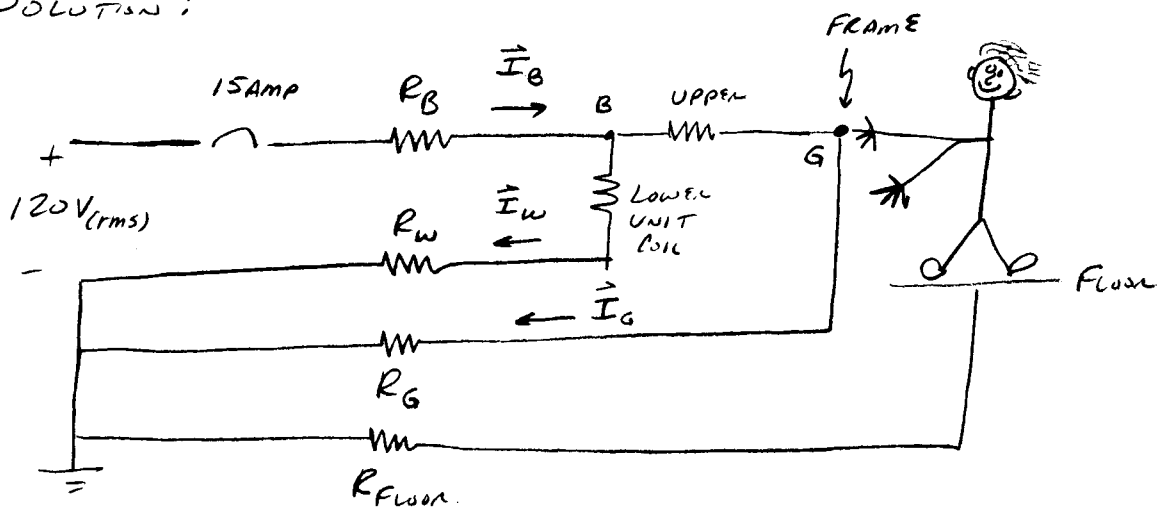 SOLUTION:
FRAME
15AMP
R_B
I_B
B
UPPER
G
+
120V(rms)
-
R_W
I_W
LOWER
UNIT
COIL
I_G
FLOOR
R_G
R_FLOOR.